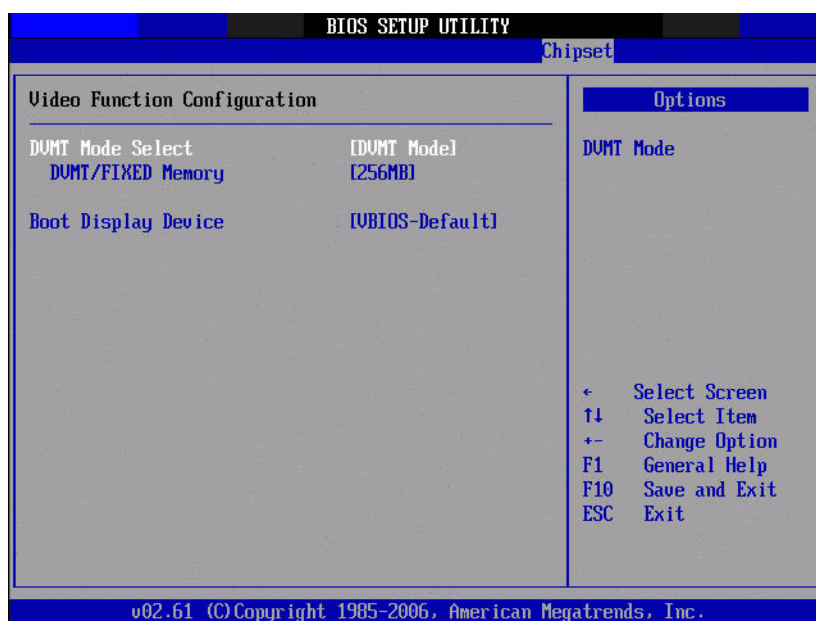 BIOS SETUP UTILITY
Chipset
Video Function Configuration
DVMT Mode Select [DVMT Mode]
DVMT/FIXED Memory [256MB]
Boot Display Device [VBIOS-Default]
Options
DVMT Mode
← Select Screen
↑↓ Select Item
+- Change Option
F1 General Help
F10 Save and Exit
ESC Exit
v02.61 (C)Copyright 1985-2006, American Megatrends, Inc.